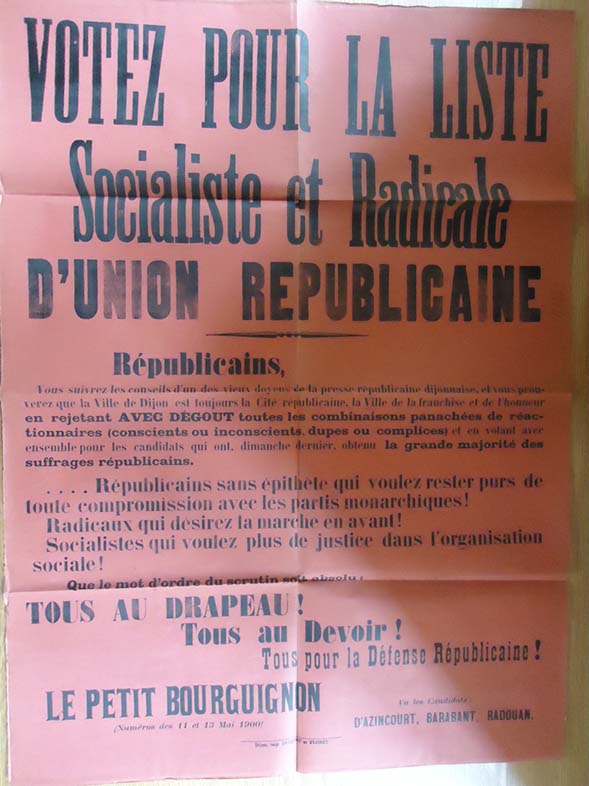 VOTEZ POUR LA LISTE
Socialiste et Radicale
D'UNION REPUBLICAINE
Républicains,
Vous suivrez les conseils d'un des vieux doyens de la presse républicaine dijonnaise, et vous prou-
verez que la Ville de Dijon est toujours la Cité républicaine, la Ville de la franchise et de l'honneur
en rejetant AVEC DÉGOUT toutes les combinaisons panachées de réac-
tionnaires (conscients ou inconscients, dupes ou complices) et en votant avec
ensemble pour les candidats qui ont, dimanche dernier, obtenu la grande majorité des
suffrages républicains.
.... Républicains sans épithète qui voulez rester purs de
toute compromission avec les partis monarchiques!
Radicaux qui désirez la marche en avant!
Socialistes qui voulez plus de justice dans l'organisation
sociale!
Que le mot d'ordre du scrutin soit absolu:
TOUS AU DRAPEAU!
Tous au Devoir!
Tous pour la Défense Républicaine!
LE PETIT BOURGUIGNON
(Numéros des 11 et 13 Mai 1900)
Vu les Candidats:
D'AZINCOURT, BARABANT, RADOUAN.
Dijon, imp.